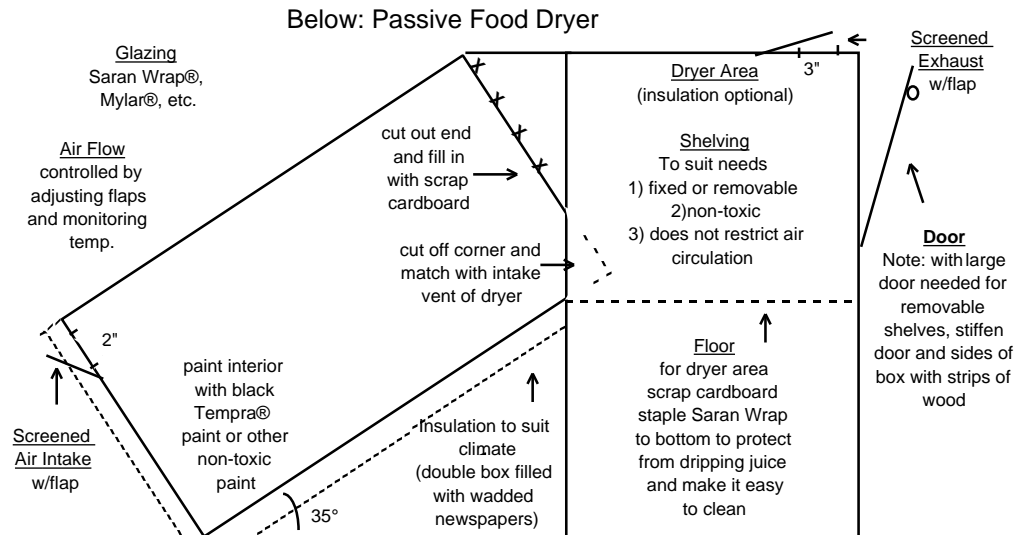 Below: Passive Food Dryer
Glazing
Saran Wrap®,
Mylar®, etc.
Air Flow
controlled by
adjusting flaps
and monitoring
temp.
2"
Screened
Air Intake
w/flap
paint interior
with black
Tempra®
paint or other
non-toxic
paint
35°
cut out end
and fill in
with scrap
cardboard
cut off corner and
match with intake
vent of dryer
Insulation to suit
climate
(double box filled
with wadded
newspapers)
Dryer Area
(insulation optional)
3"
Shelving
To suit needs
1) fixed or removable
2)non-toxic
3) does not restrict air
circulation
Floor
for dryer area
scrap cardboard
staple Saran Wrap
to bottom to protect
from dripping juice
and make it easy
to clean
Screened
Exhaust
w/flap
Door
Note: with large
door needed for
removable
shelves, stiffen
door and sides of
box with strips of
wood